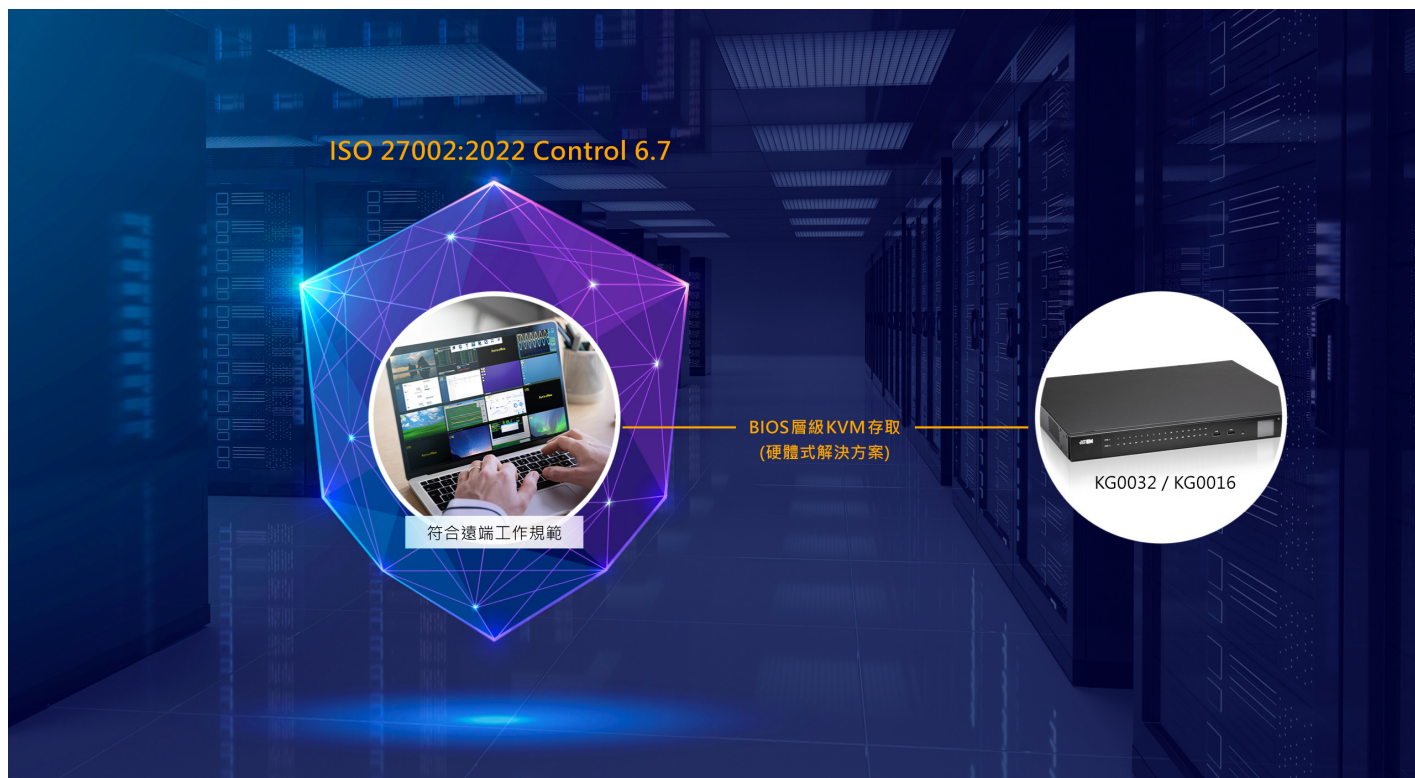 ISO 27002:2022 Control 6.7
符合遠端工作規範
BIOS層級KVM存取
(硬體式解決方案)
ATEN
KG0032 / KG0016